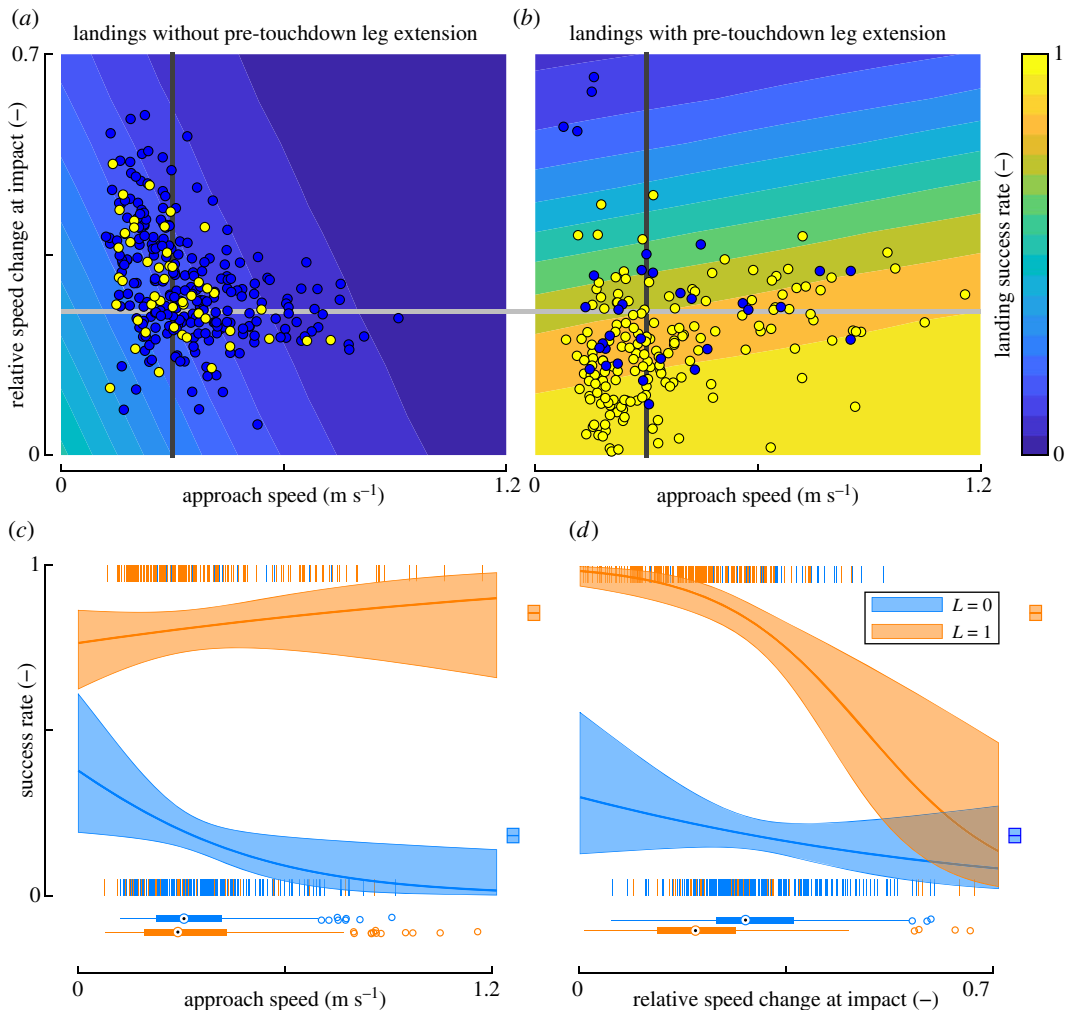 (a)
(b)
landings without pre-touchdown leg extension
landings with pre-touchdown leg extension
0.7
relative speed change at impact (–)
0
0
approach speed (m s⁻¹)
1.2
0
approach speed (m s⁻¹)
1.2
1
landing success rate (–)
0
(c)
(d)
1
success rate (–)
0
L = 0
L = 1
0
approach speed (m s⁻¹)
1.2
0
relative speed change at impact (–)
0.7